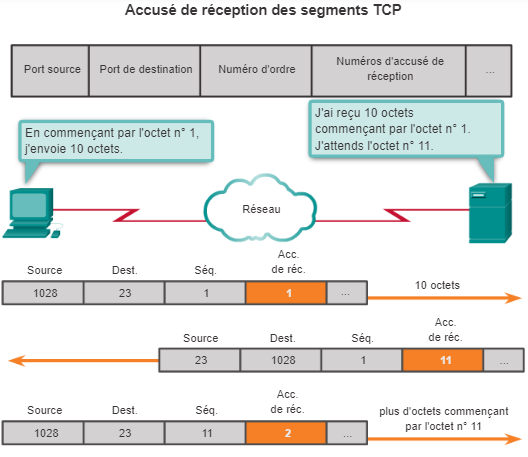 Accusé de réception des segments TCP
Port source
Port de destination
Numéro d'ordre
Numéros d'accusé de
réception
...
En commençant par l'octet n° 1,
j'envoie 10 octets.
J'ai reçu 10 octets
commençant par l'octet n° 1.
J'attends l'octet n° 11.
Réseau
Source
Dest.
Séq.
Acc.
de réc.
1028
23
1
1
...
10 octets
Source
Dest.
Séq.
Acc.
de réc.
23
1028
1
11
...
Source
Dest.
Séq.
Acc.
de réc.
1028
23
11
2
...
plus d'octets commençant
par l'octet n° 11